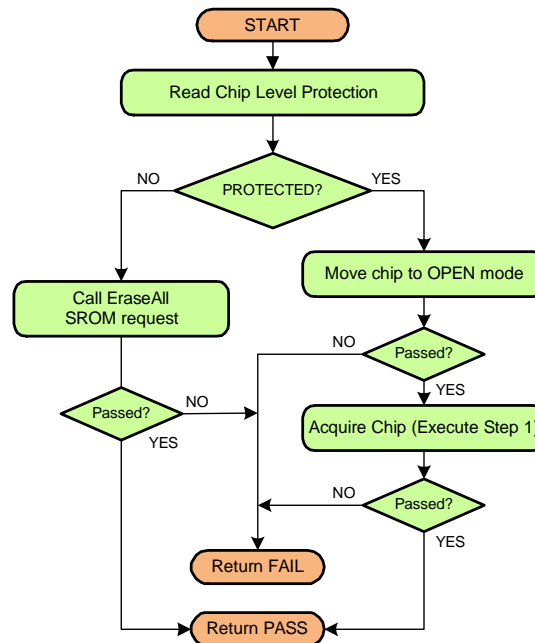 START
Read Chip Level Protection
NO
YES
PROTECTED?
Move chip to OPEN mode
Call EraseAll
SROM request
NO
Passed?
YES
NO
Passed?
YES
Acquire Chip (Execute Step 1)
NO
Passed?
YES
Return FAIL
Return PASS